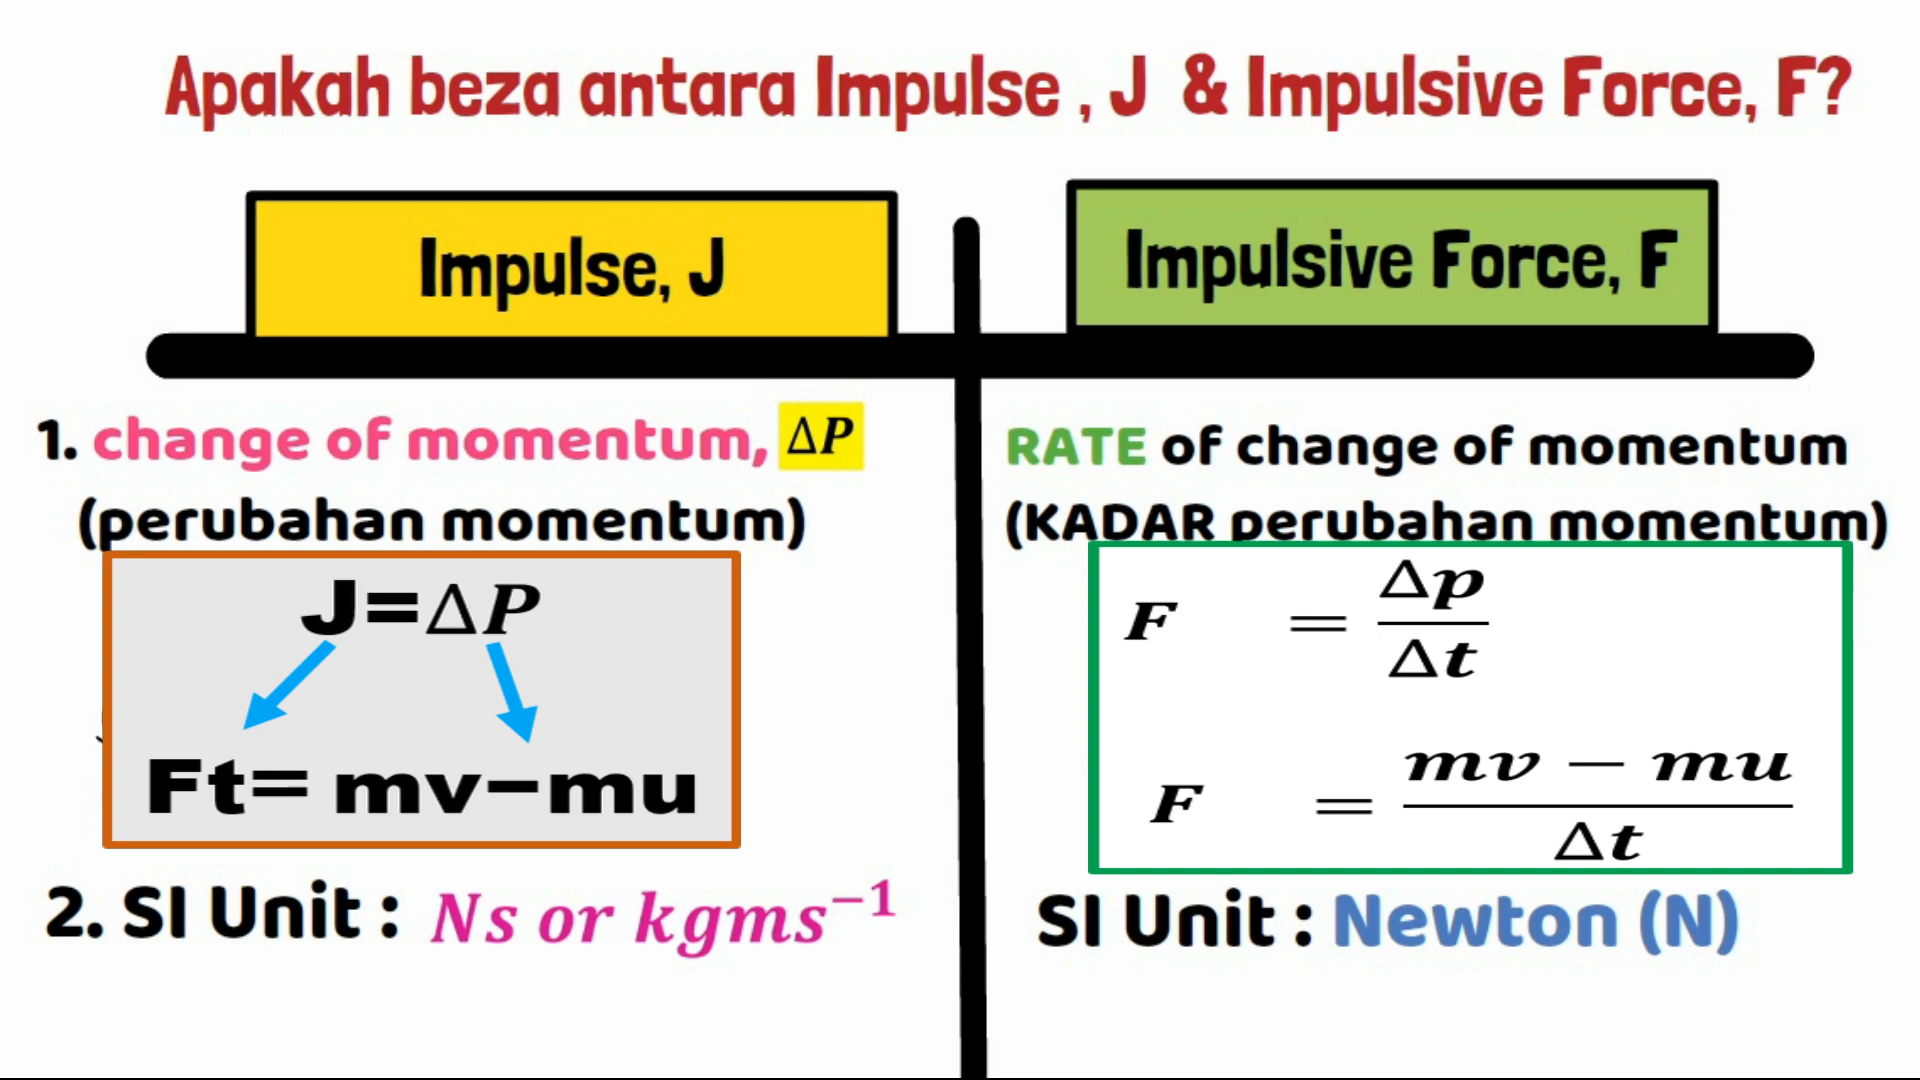 Apakah beza antara Impulse , J & Impulsive Force, F?
Impulse, J
1. change of momentum, ΔP
(perubahan momentum)
J=ΔP
Ft= mv−mu
2. SI Unit : Ns or kgms⁻¹
Impulsive Force, F
RATE of change of momentum
(KADAR perubahan momentum)
F = Δp/Δt
F = mv − mu/Δt
SI Unit : Newton (N)